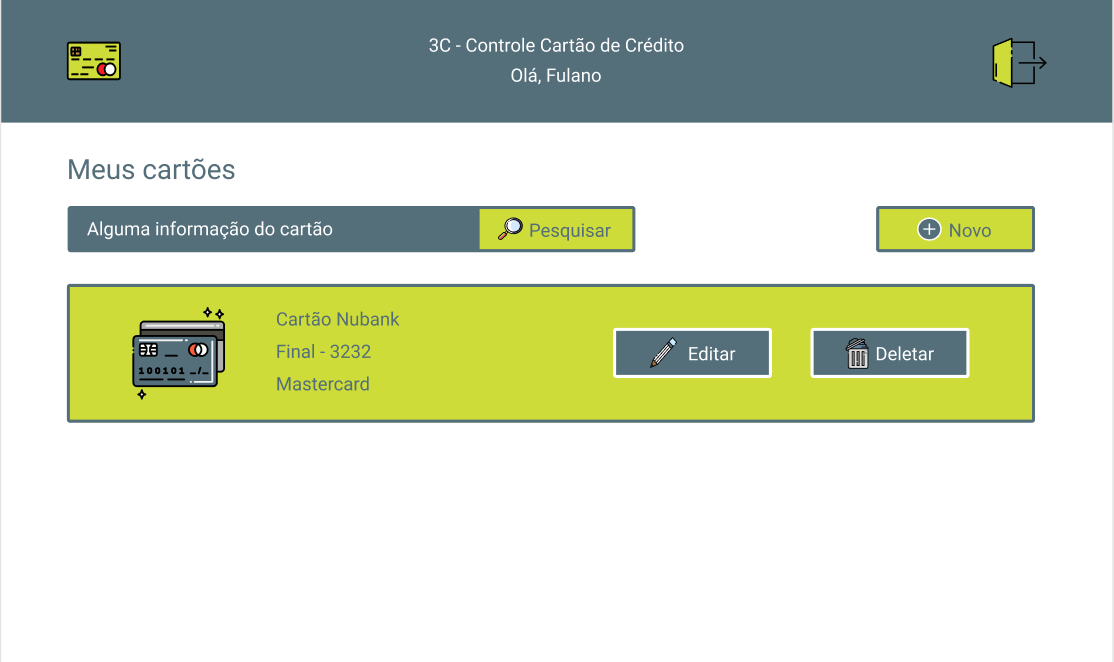 3C - Controle Cartão de Crédito
Olá, Fulano
Meus cartões
Alguma informação do cartão
Pesquisar
Novo
Cartão Nubank
Final - 3232
Mastercard
100101 _/_
Editar
Deletar